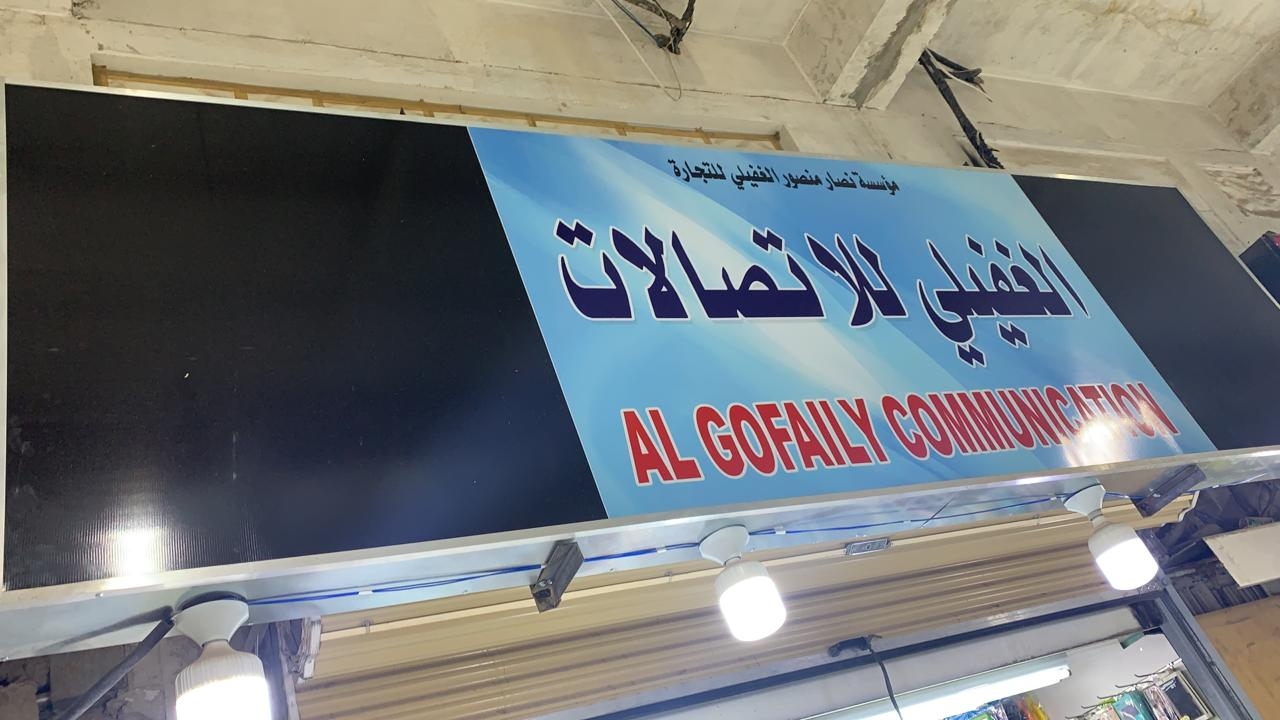 مؤسسة نصار منصور الغفيلي للتجارة
الغفيلي للاتصالات
AL GOFAILY COMMUNICATION